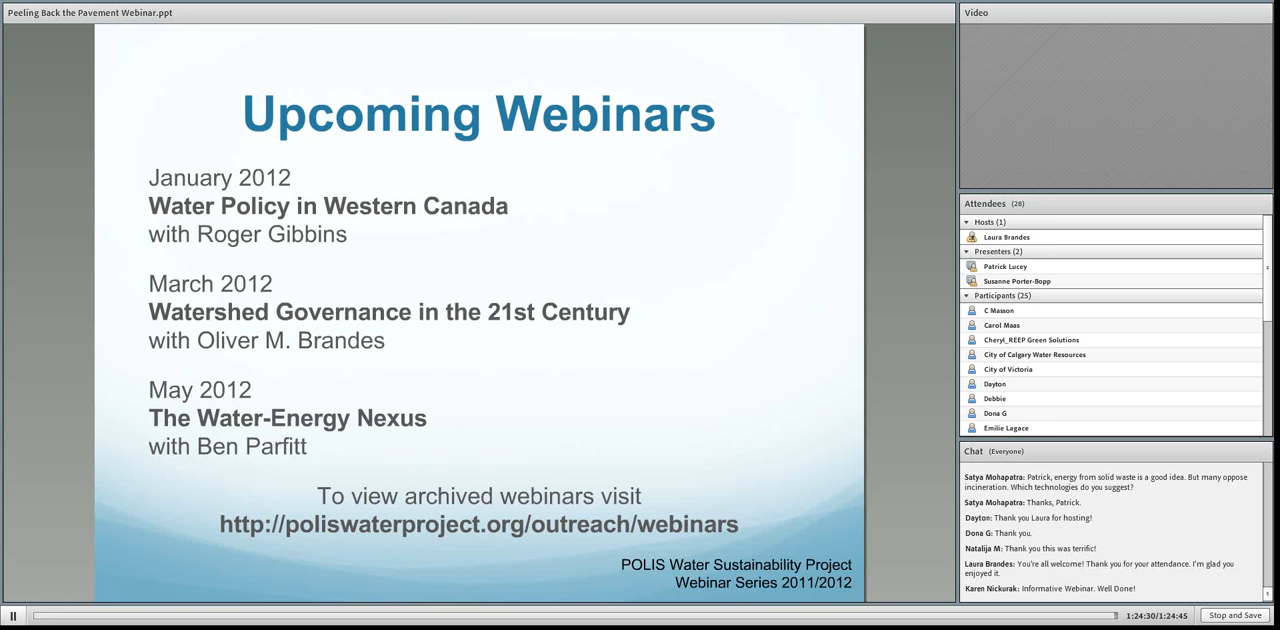 Peeling Back the Pavement Webinar.ppt
Upcoming Webinars
January 2012
Water Policy in Western Canada
with Roger Gibbins
March 2012
Watershed Governance in the 21st Century
with Oliver M. Brandes
May 2012
The Water-Energy Nexus
with Ben Parfitt
To view archived webinars visit
http://poliswaterproject.org/outreach/webinars
POLIS Water Sustainability Project
Webinar Series 2011/2012
Video
Attendees (28)
Hosts (1)
Laura Brandes
Presenters (2)
Patrick Lucey
Susanne Porter-Bopp
Participants (25)
C Masson
Carol Maas
Cheryl_REEP Green Solutions
City of Calgary Water Resources
City of Victoria
Dayton
Debbie
Dona G
Emilie Lagace
Chat (Everyone)
Satya Mohapatra: Patrick, energy from solid waste is a good idea. But many oppose
incineration. Which technologies do you suggest?
Satya Mohapatra: Thanks, Patrick.
Dayton: Thank you Laura for hosting!
Dona G: Thank you.
Natalija M: Thank you this was terrific!
Laura Brandes: You're all welcome! Thank you for your attendance. I'm glad you
enjoyed it.
Karen Nickurak: Informative Webinar. Well Done!
1:24:30/1:24:45
Stop and Save